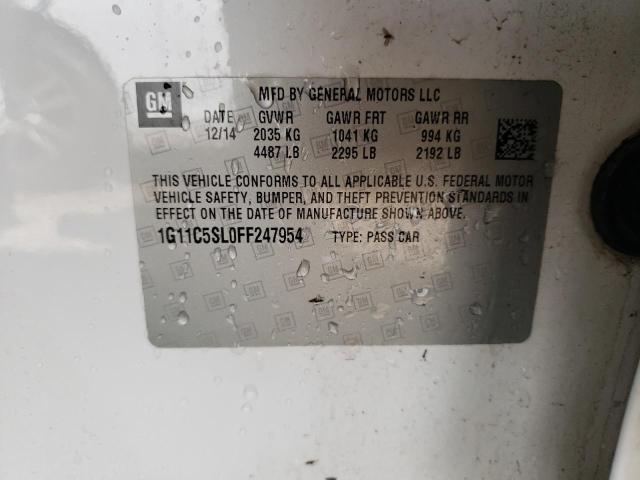 GM
MFD BY GENERAL MOTORS LLC
DATE GVWR GAWR FRT GAWR RR
12/14 2035 KG 1041 KG 994 KG
4487 LB 2295 LB 2192 LB
THIS VEHICLE CONFORMS TO ALL APPLICABLE U.S. FEDERAL MOTOR
VEHICLE SAFETY, BUMPER, AND THEFT PREVENTION STANDARDS IN
EFFECT ON THE DATE OF MANUFACTURE SHOWN ABOVE.
1G11C5SL0FF247954 TYPE: PASS CAR